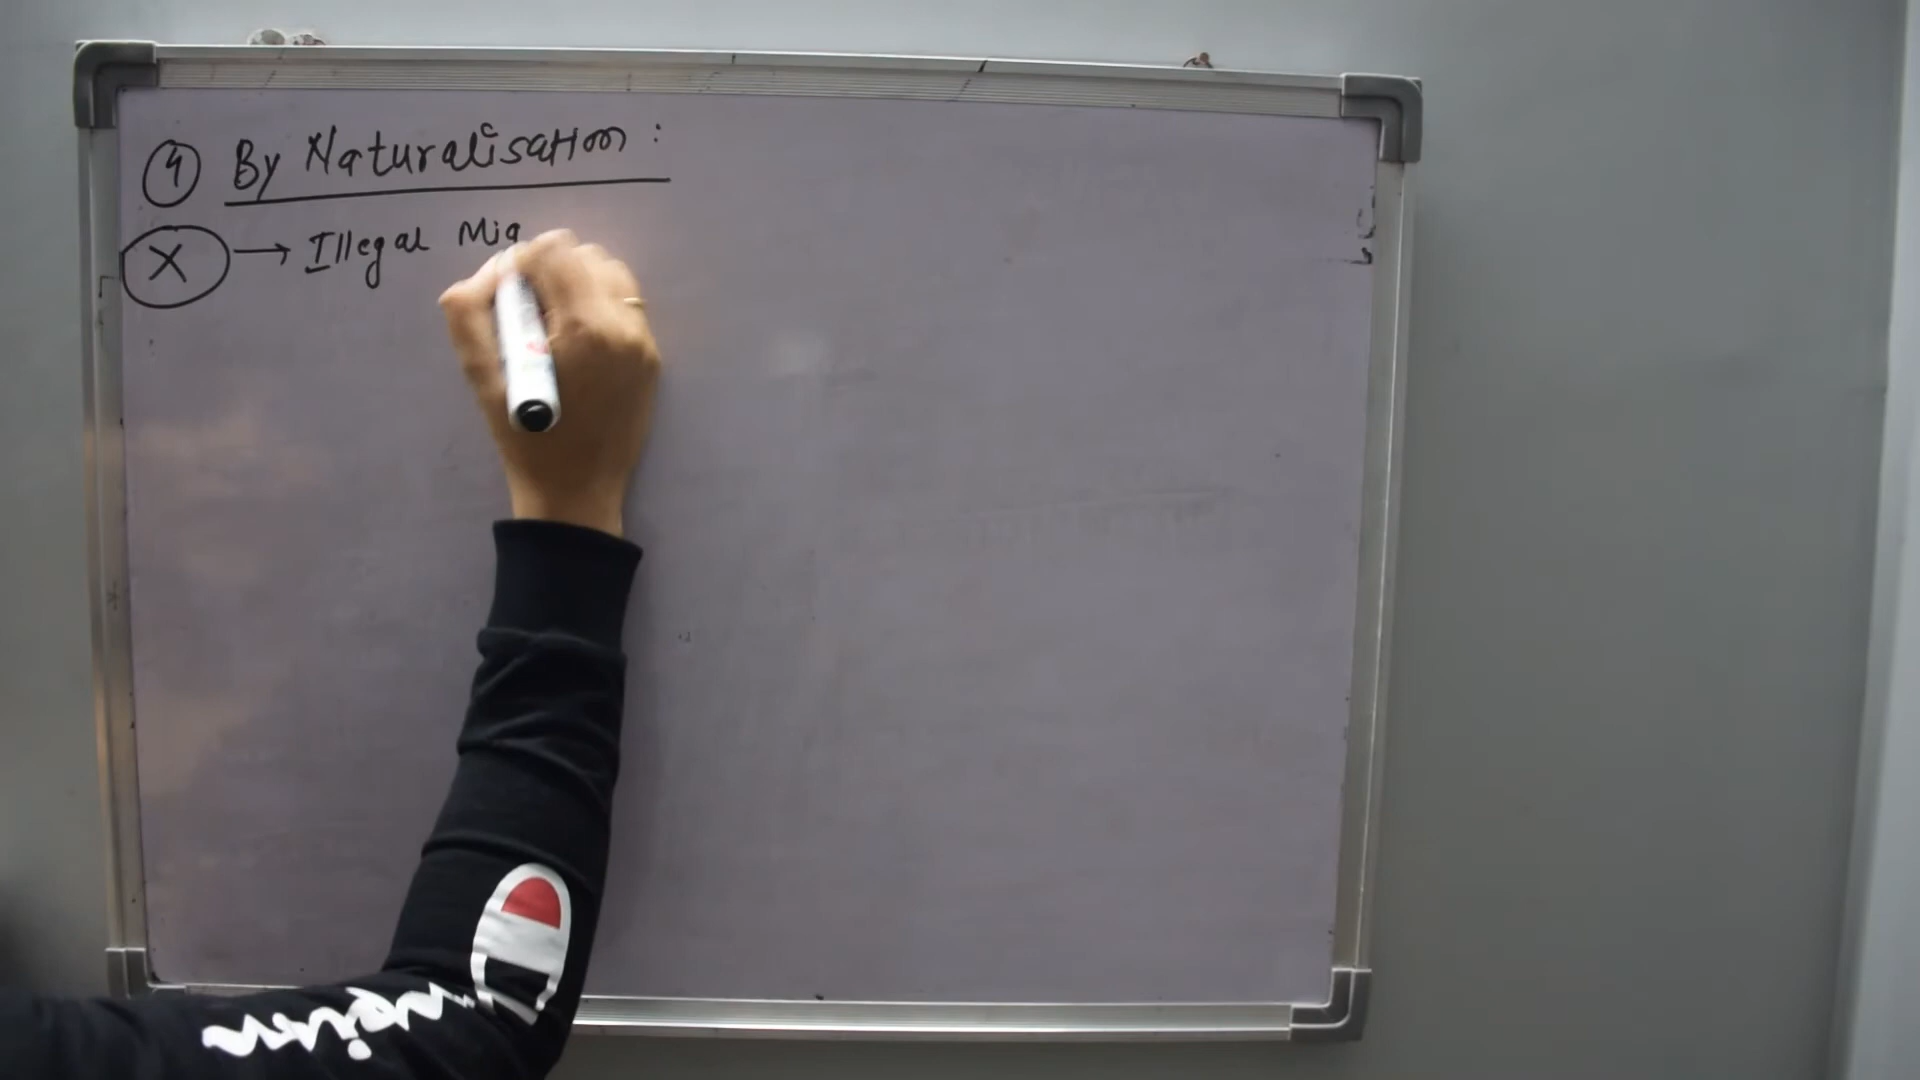 ④ By Naturalisation :
X → Illegal Mig